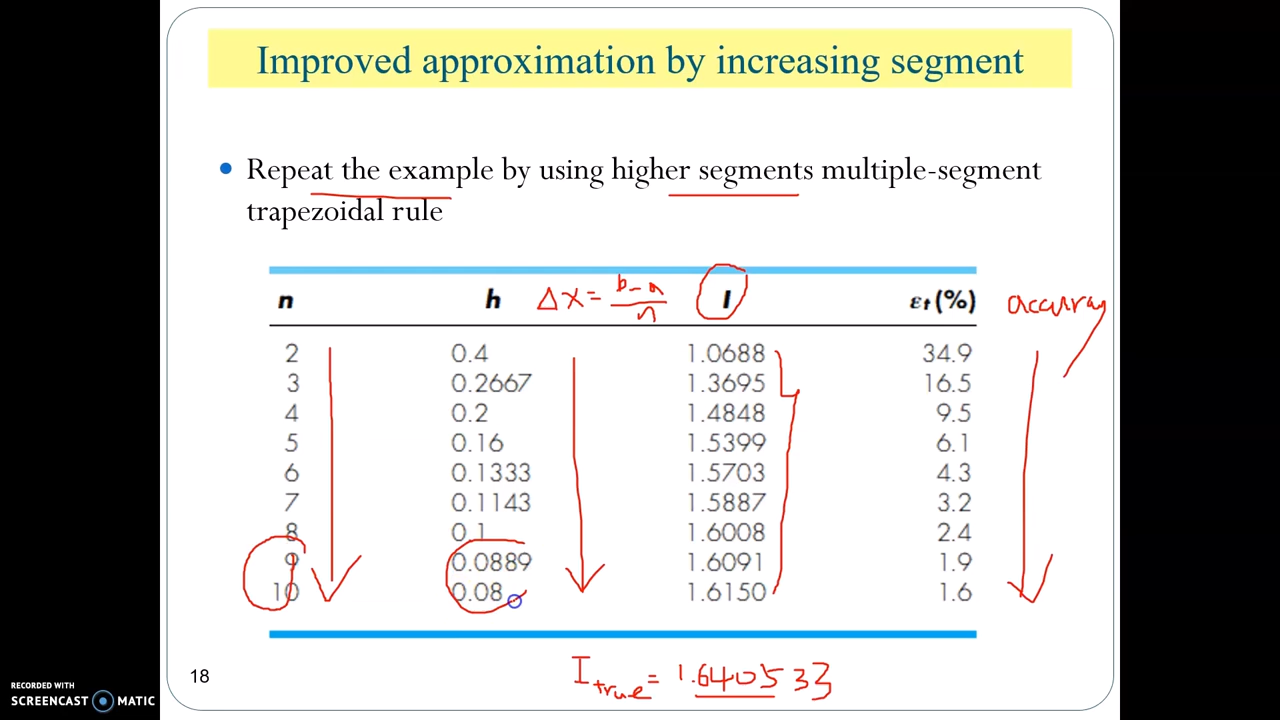 Improved approximation by increasing segment
Repeat the example by using higher segments multiple-segment
trapezoidal rule
n h Δx = b-a/n I εt(%) accuracy
2 0.4 1.0688 34.9
3 0.2667 1.3695 16.5
4 0.2 1.4848 9.5
5 0.16 1.5399 6.1
6 0.1333 1.5703 4.3
7 0.1143 1.5887 3.2
8 0.1 1.6008 2.4
9 0.0889 1.6091 1.9
10 0.08 1.6150 1.6
I true = 1.640533
18
RECORDED WITH
SCREENCAST MATIC